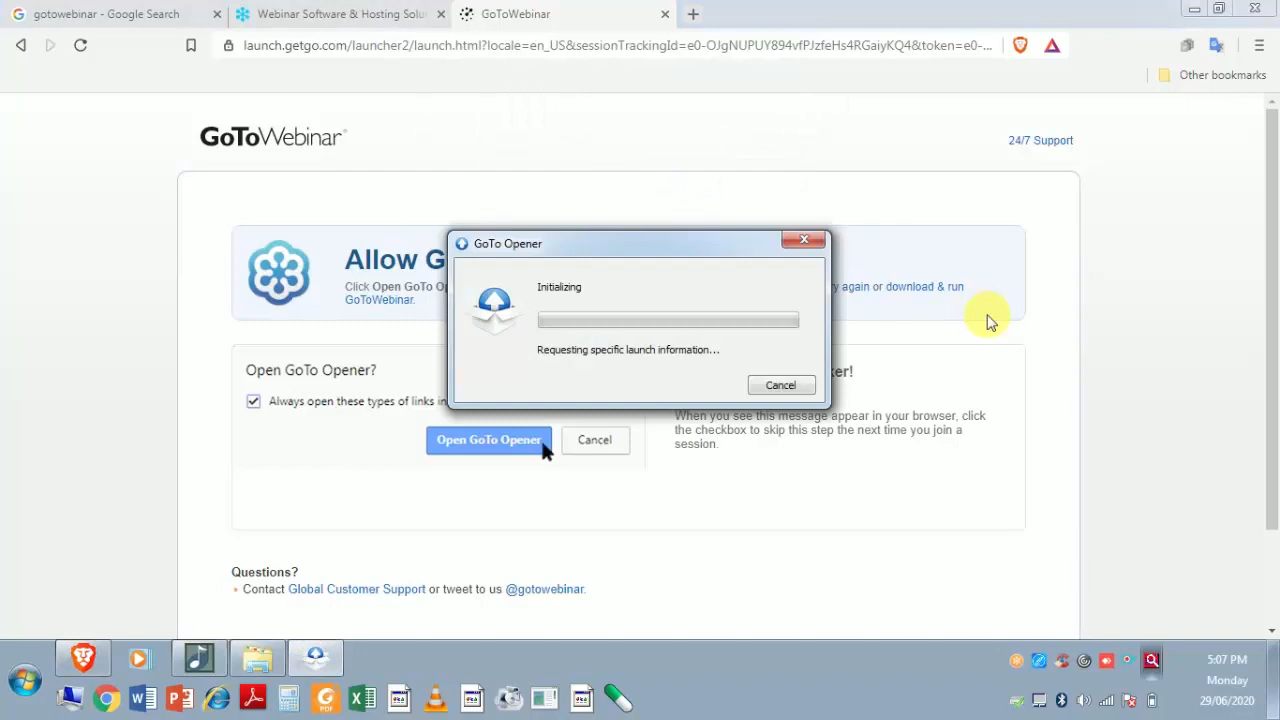 gotowebinar - Google Search
Webinar Software & Hosting Solu
GoToWebinar
launch.getgo.com/launcher2/launch.html?locale=en_US&sessionTrackingId=e0-OJgNUPUY894vfPJzfeHs4RGaiyKQ4&token=e0-...
Other bookmarks
GoToWebinar
24/7 Support
GoTo Opener
Allow G
Initializing
Click Open GoTo Op
y again or download & run
GoToWebinar.
Requesting specific launch information...
Open GoTo Opener?
ker!
Cancel
Always open these types of links in
When you see this message appear in your browser, click
the checkbox to skip this step the next time you join a
session.
Open GoTo Opener
Cancel
Questions?
• Contact Global Customer Support or tweet to us @gotowebinar.
5:07 PM
Monday
29/06/2020